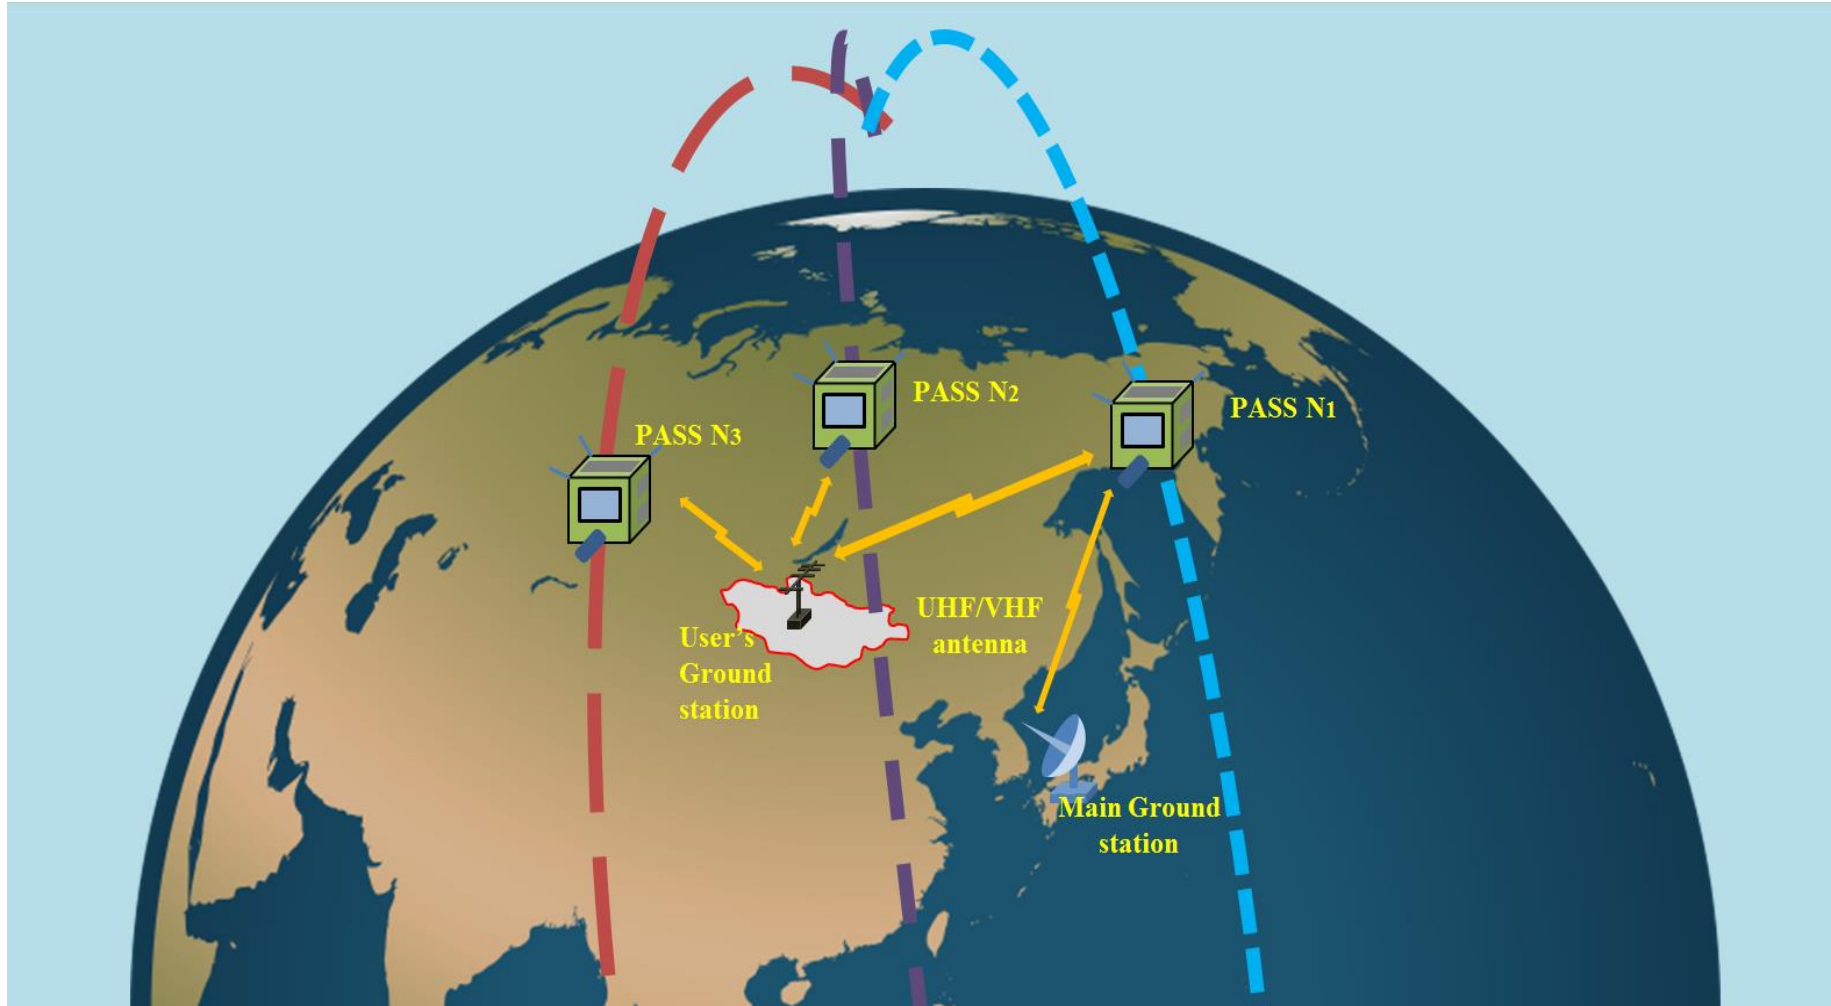 PASS N2
PASS N1
PASS N3
UHF/VHF
antenna
User's
Ground
station
Main Ground
station